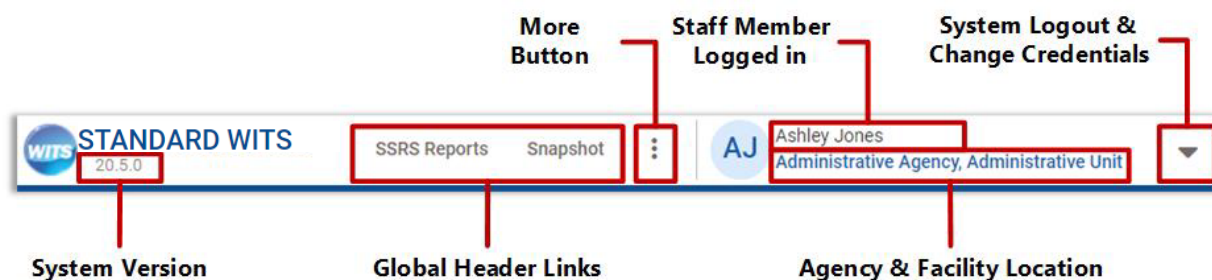 More
Button
Staff Member
Logged in
System Logout &
Change Credentials
WITS
STANDARD WITS
20.5.0
SSRS Reports
Snapshot
AJ
Ashley Jones
Administrative Agency, Administrative Unit
System Version
Global Header Links
Agency & Facility Location